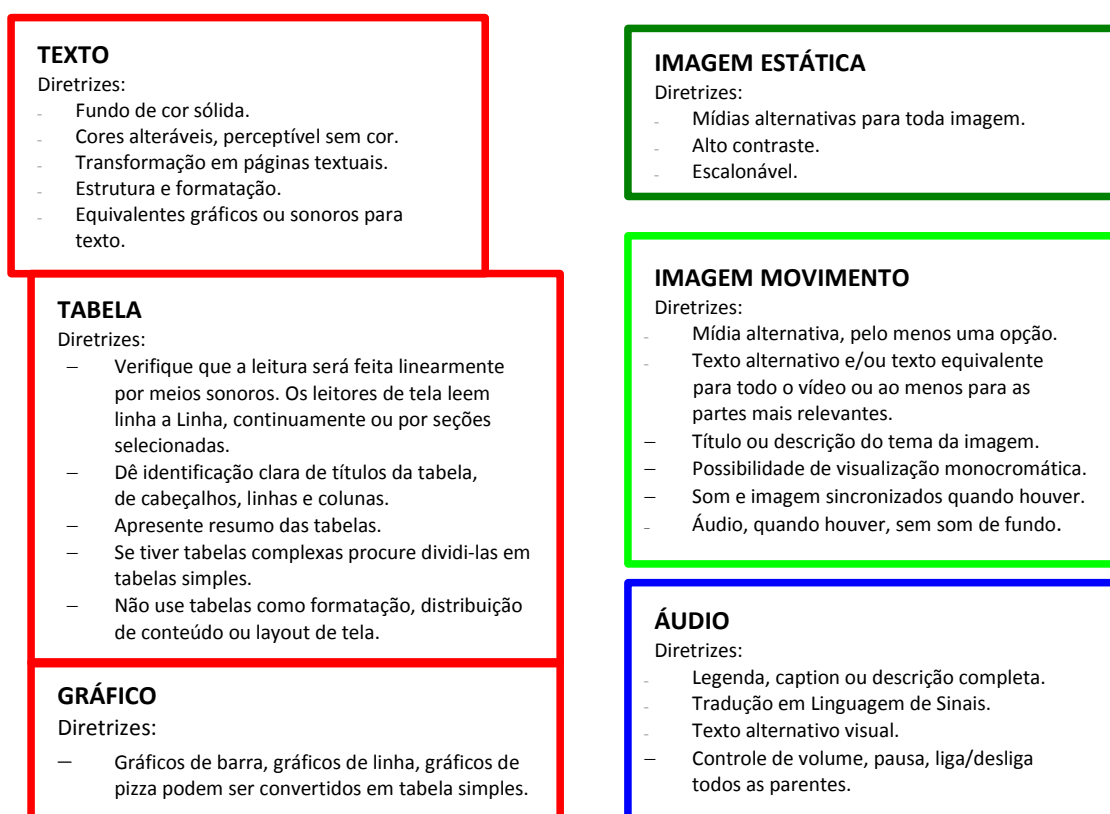 TEXTO
Diretrizes:
- Fundo de cor sólida.
- Cores alteráveis, perceptível sem cor.
- Transformação em páginas textuais.
- Estrutura e formatação.
- Equivalentes gráficos ou sonoros para
texto.
TABELA
Diretrizes:
– Verifique que a leitura será feita linearmente
por meios sonoros. Os leitores de tela leem
linha a Linha, continuamente ou por seções
selecionadas.
– Dê identificação clara de títulos da tabela,
de cabeçalhos, linhas e colunas.
– Apresente resumo das tabelas.
– Se tiver tabelas complexas procure dividi-las em
tabelas simples.
– Não use tabelas como formatação, distribuição
de conteúdo ou layout de tela.
GRÁFICO
Diretrizes:
– Gráficos de barra, gráficos de linha, gráficos de
pizza podem ser convertidos em tabela simples.
IMAGEM ESTÁTICA
Diretrizes:
- Mídias alternativas para toda imagem.
- Alto contraste.
- Escalonável.
IMAGEM MOVIMENTO
Diretrizes:
- Mídia alternativa, pelo menos uma opção.
- Texto alternativo e/ou texto equivalente
para todo o vídeo ou ao menos para as
partes mais relevantes.
– Título ou descrição do tema da imagem.
– Possibilidade de visualização monocromática.
– Som e imagem sincronizados quando houver.
- Áudio, quando houver, sem som de fundo.
ÁUDIO
Diretrizes:
- Legenda, caption ou descrição completa.
- Tradução em Linguagem de Sinais.
- Texto alternativo visual.
– Controle de volume, pausa, liga/desliga
todos as parentes.